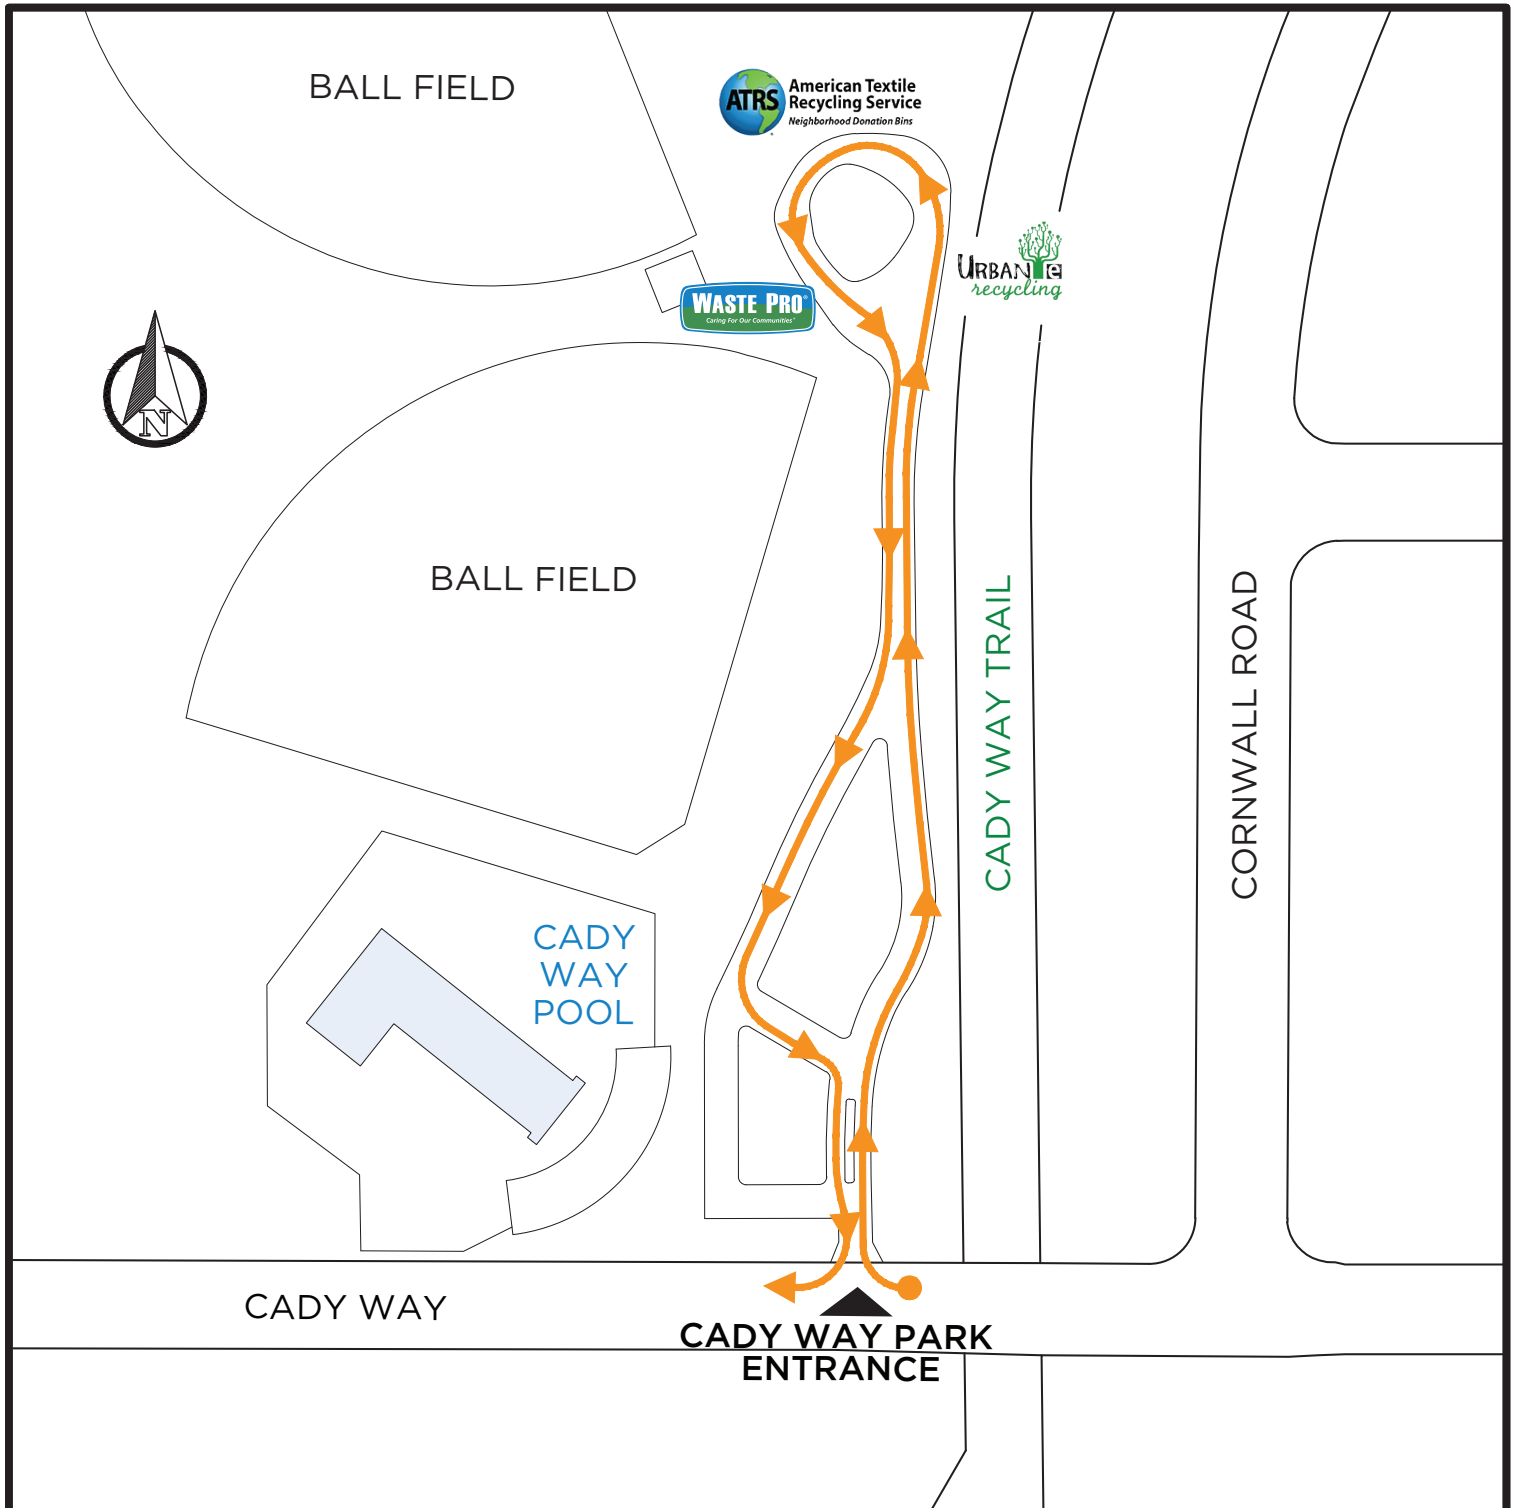 BALL FIELD
ATRS
American Textile
Recycling Service
Neighborhood Donation Bins
URBAN e
recycling
WASTE PRO®
Caring For Our Communities
N
BALL FIELD
CADY WAY TRAIL
CORNWALL ROAD
CADY
WAY
POOL
CADY WAY
CADY WAY PARK
ENTRANCE